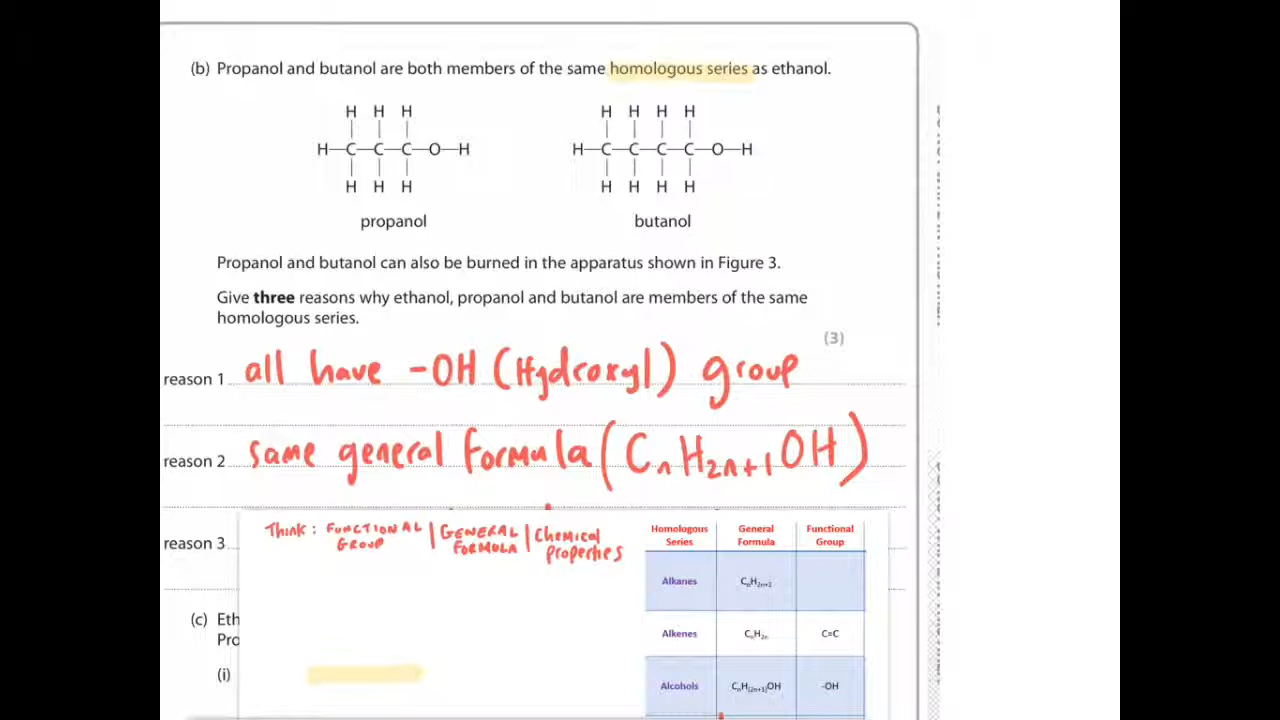 (b) Propanol and butanol are both members of the same homologous series as ethanol.
H H H
H—C—C—C—O—H
H H H
propanol
H H H H
H—C—C—C—C—O—H
H H H H
butanol
Propanol and butanol can also be burned in the apparatus shown in Figure 3.
Give three reasons why ethanol, propanol and butanol are members of the same
homologous series.
(3)
reason 1 all have -OH (Hydroxyl) group
reason 2 same general formula (CnH2n+1OH)
reason 3
Think: FUNCTIONAL GROUP | GENERAL FORMULA | Chemical properties
Homologous Series General Formula Functional Group
Alkanes CnH2n+2
Alkenes CnH2n C=C
Alcohols CnH(2n+1)OH -OH
(c) Eth
Pro
(i)